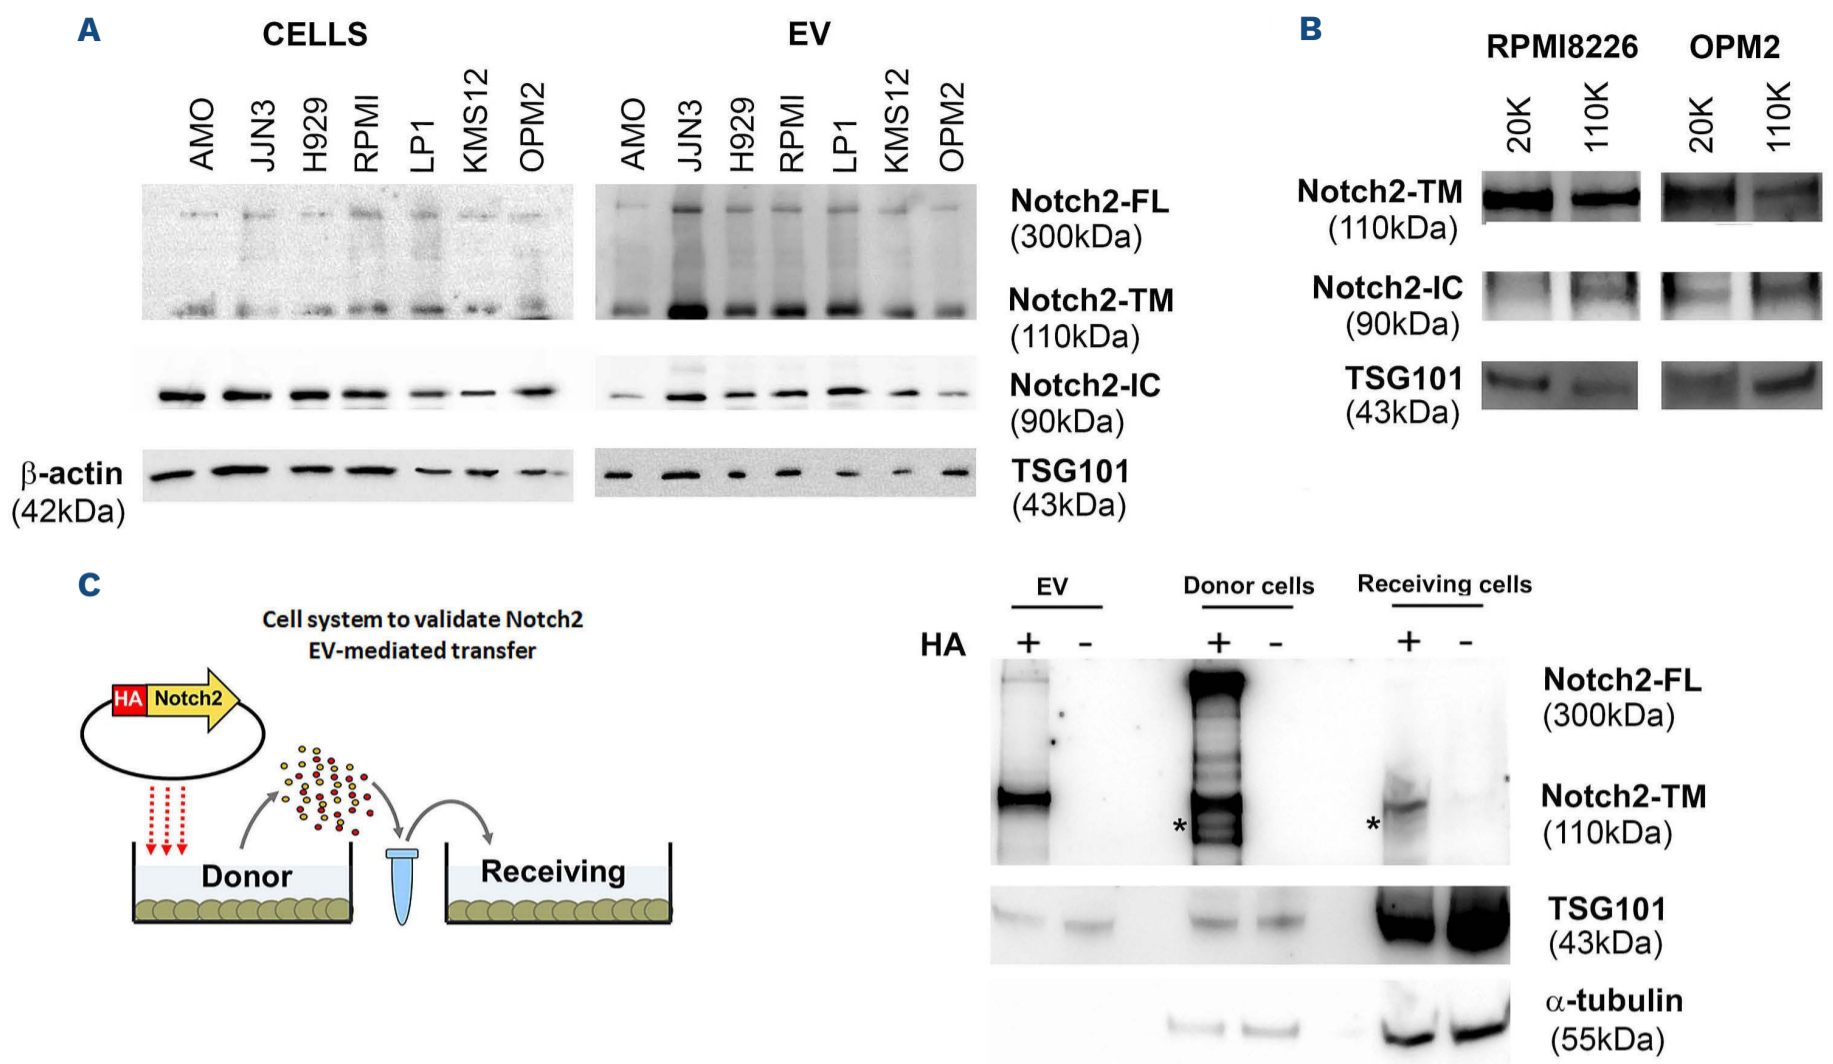 A
CELLS
EV
AMO
JJN3
H929
RPMI
LP1
KMS12
OPM2
AMO
JJN3
H929
RPMI
LP1
KMS12
OPM2
Notch2-FL
(300kDa)
Notch2-TM
(110kDa)
Notch2-IC
(90kDa)
β-actin
(42kDa)
TSG101
(43kDa)
B
RPMI8226
OPM2
20K
110K
20K
110K
Notch2-TM
(110kDa)
Notch2-IC
(90kDa)
TSG101
(43kDa)
C
Cell system to validate Notch2
EV-mediated transfer
HA Notch2
Donor
Receiving
EV
Donor cells
Receiving cells
HA + - + - + -
Notch2-FL
(300kDa)
Notch2-TM
(110kDa)
* *
TSG101
(43kDa)
α-tubulin
(55kDa)